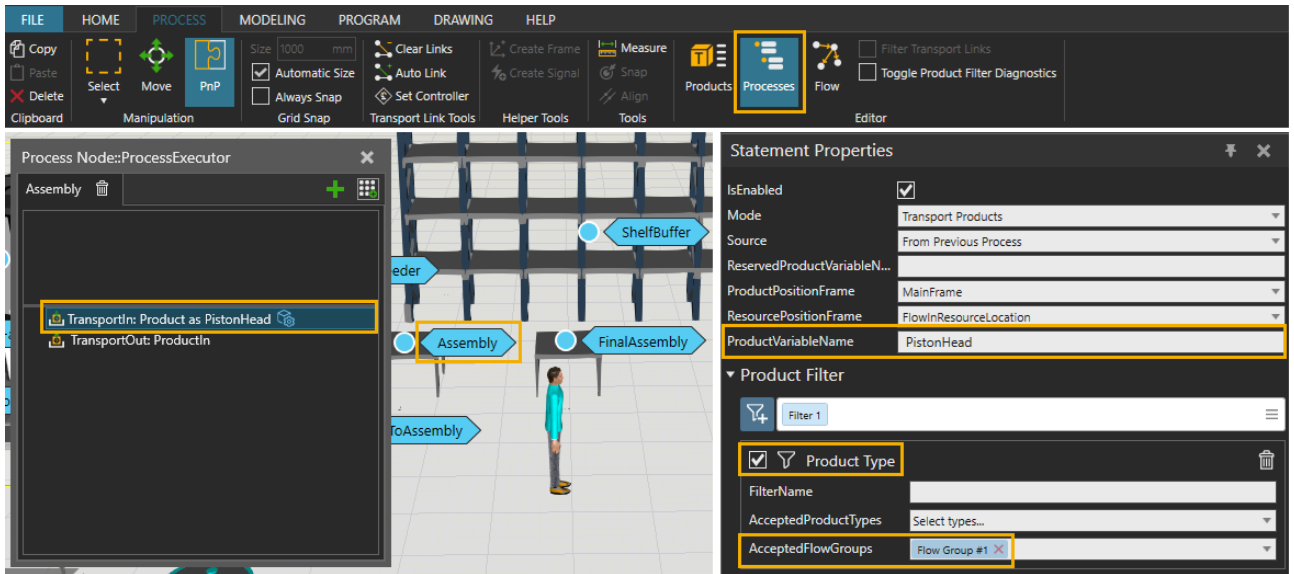 FILE HOME PROCESS MODELING PROGRAM DRAWING HELP
Copy
Paste
Delete
Clipboard
Select Move PnP
Manipulation
Size 1000 mm
Automatic Size
Always Snap
Grid Snap
Clear Links
Auto Link
Set Controller
Transport Link Tools
Create Frame
Create Signal
Helper Tools
Measure
Snap
Align
Tools
Products Processes Flow
Filter Transport Links
Toggle Product Filter Diagnostics
Editor
Process Node::ProcessExecutor
Assembly
TransportIn: Product as PistonHead
TransportOut: ProductIn
ShelfBuffer
eeder
Assembly
FinalAssembly
ToAssembly
Statement Properties
IsEnabled
Mode Transport Products
Source From Previous Process
ReservedProductVariableN...
ProductPositionFrame MainFrame
ResourcePositionFrame FlowInResourceLocation
ProductVariableName PistonHead
Product Filter
Filter 1
Product Type
FilterName
AcceptedProductTypes Select types...
AcceptedFlowGroups Flow Group #1